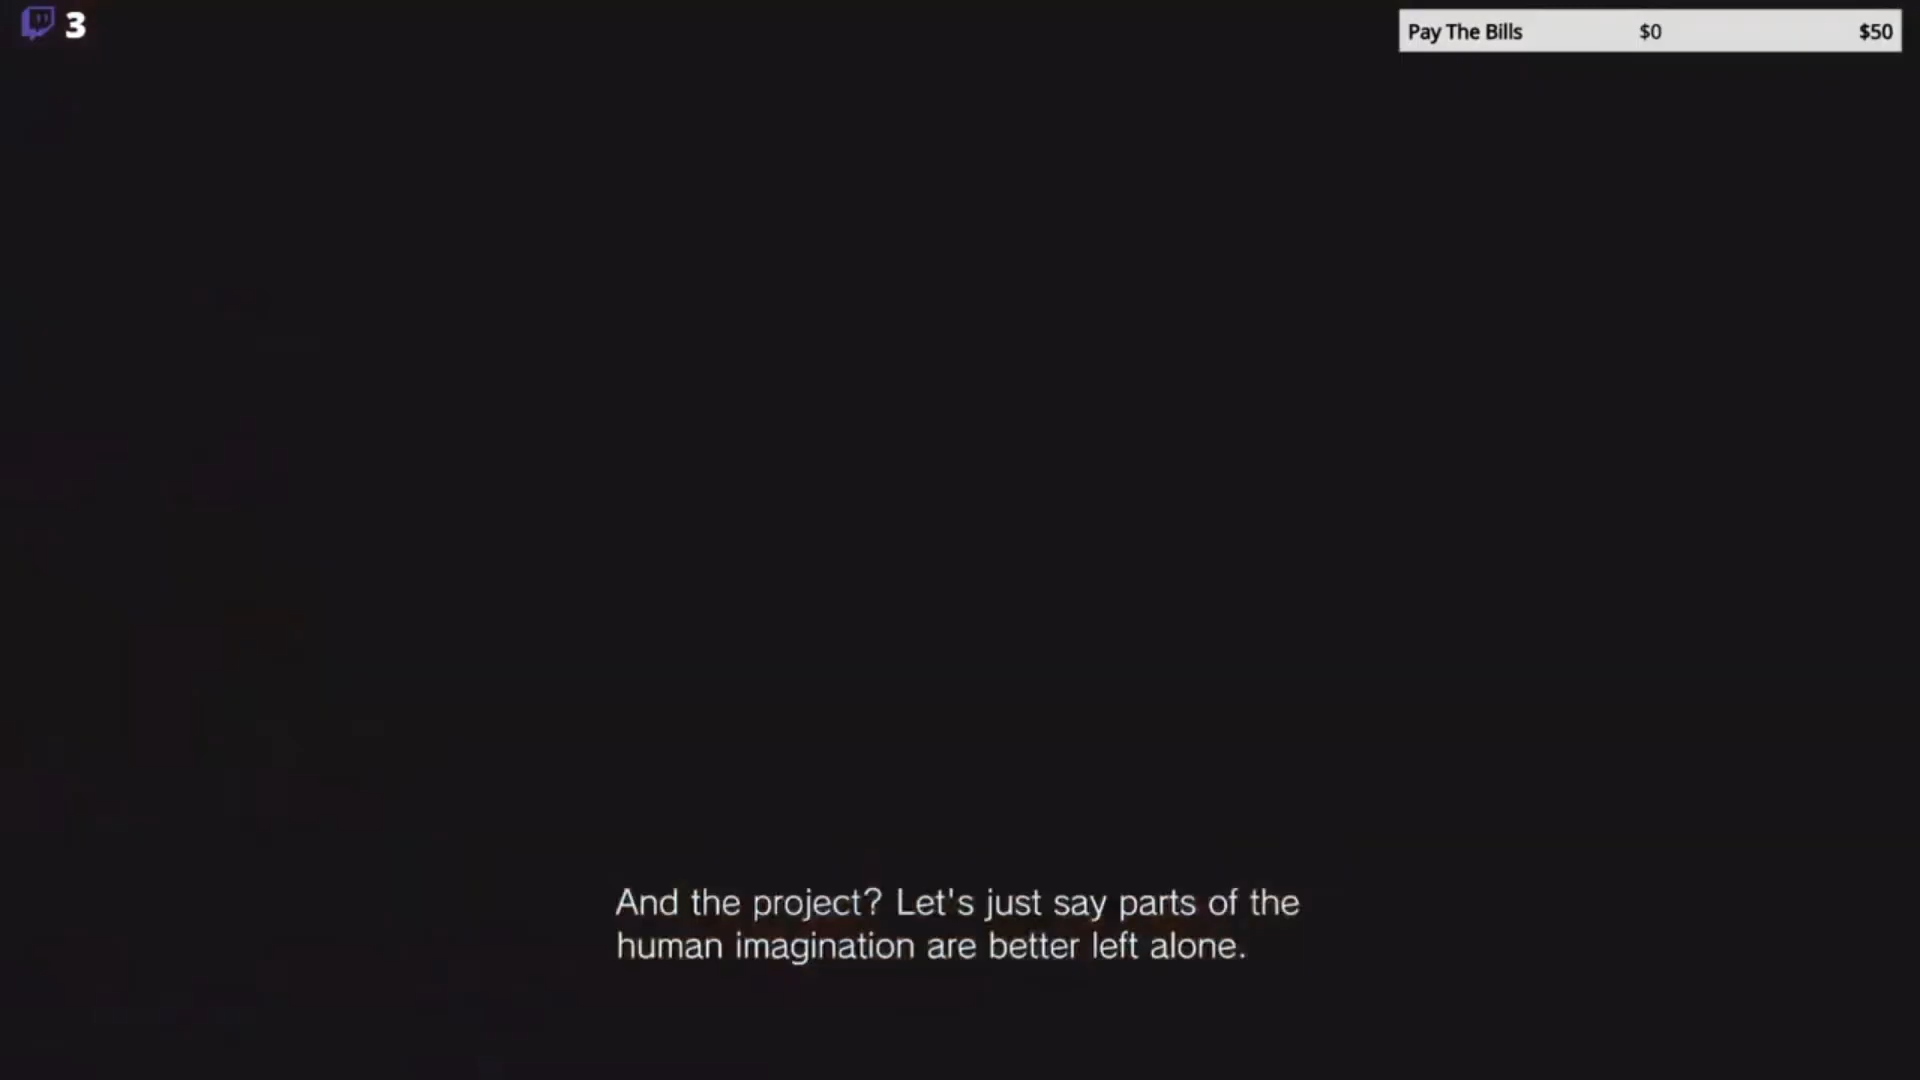 3
Pay The Bills $0 $50
And the project? Let's just say parts of the
human imagination are better left alone.